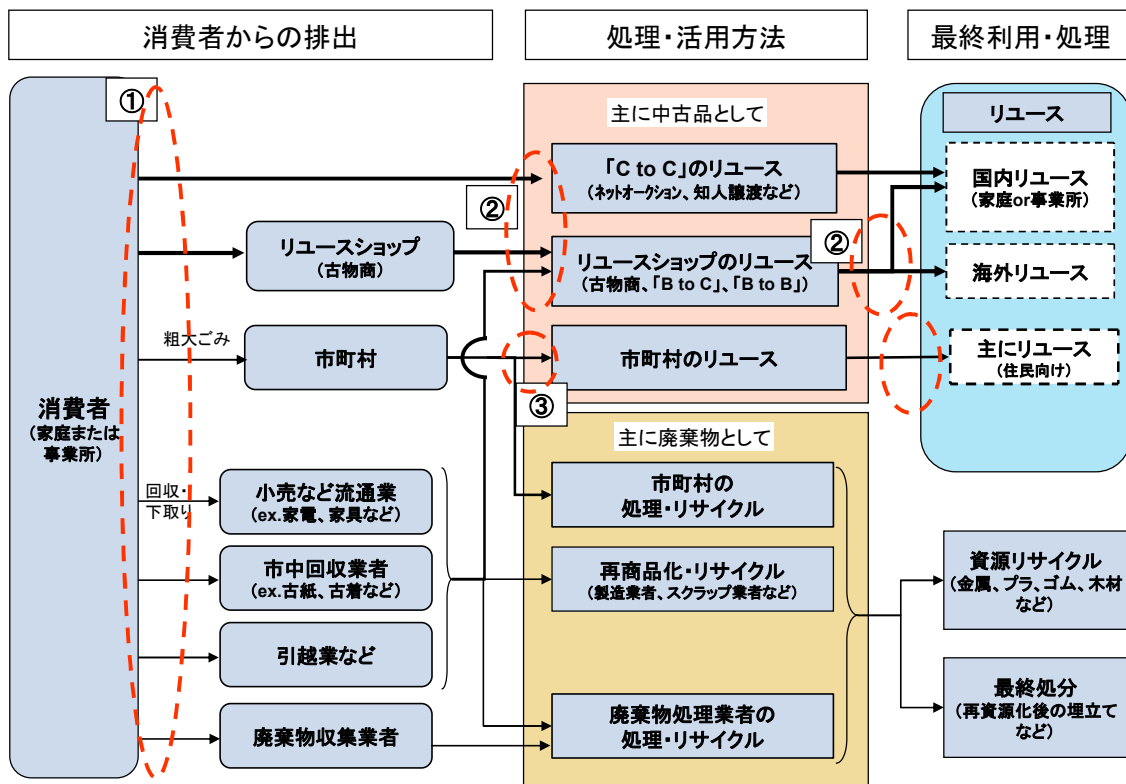 消費者からの排出
処理・活用方法
最終利用・処理
①
消費者
(家庭または
事業所)
粗大ごみ
回収・
下取り
リユースショップ
(古物商)
市町村
小売など流通業
(ex.家電、家具など)
市中回収業者
(ex.古紙、古着など)
引越業など
廃棄物収集業者
②
主に中古品として
「C to C」のリユース
(ネットオークション、知人譲渡など)
リユースショップのリユース
(古物商、「B to C」、「B to B」)
市町村のリユース
②
③
主に廃棄物として
市町村の
処理・リサイクル
再商品化・リサイクル
(製造業者、スクラップ業者など)
廃棄物処理業者の
処理・リサイクル
リユース
国内リユース
(家庭or事業所)
海外リユース
主にリユース
(住民向け)
資源リサイクル
(金属、プラ、ゴム、木材
など)
最終処分
(再資源化後の埋立て
など)